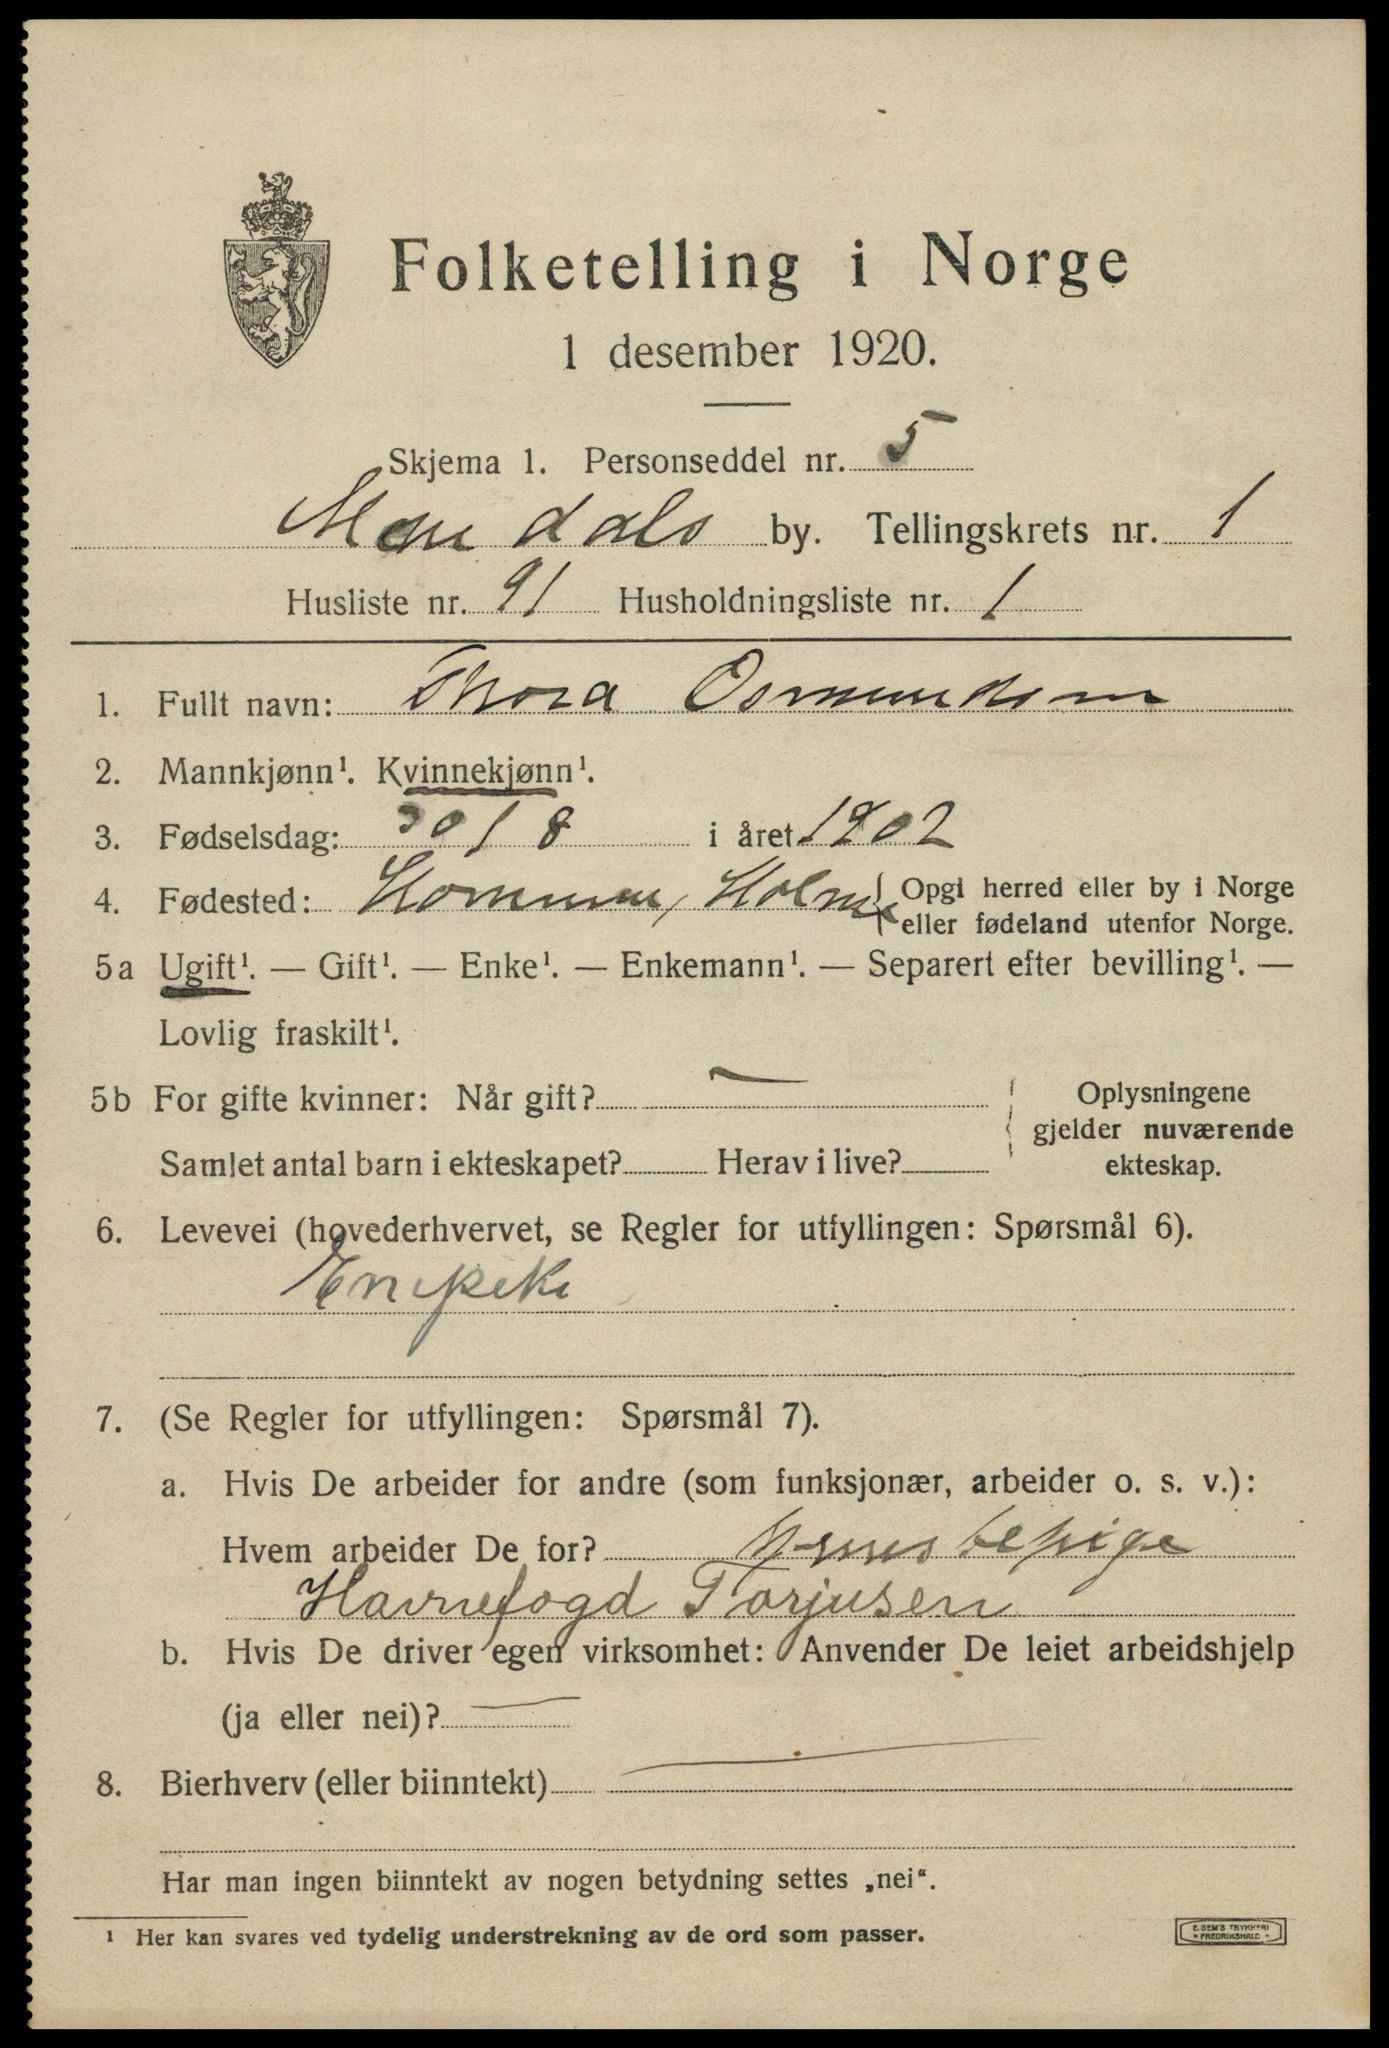 Folketelling i Norge
1 desember 1920.
Skjema 1. Personseddel nr. 5
Mandals by. Tellingskrets nr. 1
Husliste nr. 91 Husholdningsliste nr. 1
1. Fullt navn: Thora Osmundsen
2. Mannkjønn¹. Kvinnekjønn¹.
3. Fødselsdag: 30/8 i året 1902
4. Fødested: Hommen, Holme { Opgi herred eller by i Norge
eller fødeland utenfor Norge.
5a Ugift¹. — Gift¹. — Enke¹. — Enkemann¹. — Separert efter bevilling¹. —
Lovlig fraskilt¹.
5b For gifte kvinner: Når gift? —
Samlet antal barn i ekteskapet? Herav i live?
Oplysningene
gjelder nuværende
ekteskap.
6. Levevei (hovederhvervet, se Regler for utfyllingen: Spørsmål 6).
Enepike
7. (Se Regler for utfyllingen: Spørsmål 7).
a. Hvis De arbeider for andre (som funksjonær, arbeider o. s. v.):
Hvem arbeider De for?
Havnefogd Torjusen
b. Hvis De driver egen virksomhet: Anvender De leiet arbeidshjelp
(ja eller nei)? —
8. Bierhverv (eller biinntekt) —
Har man ingen biinntekt av nogen betydning settes „nei“.
¹ Her kan svares ved tydelig understrekning av de ord som passer.
E. SEM'S TRYKKERI
* FREDRIKSHALD *